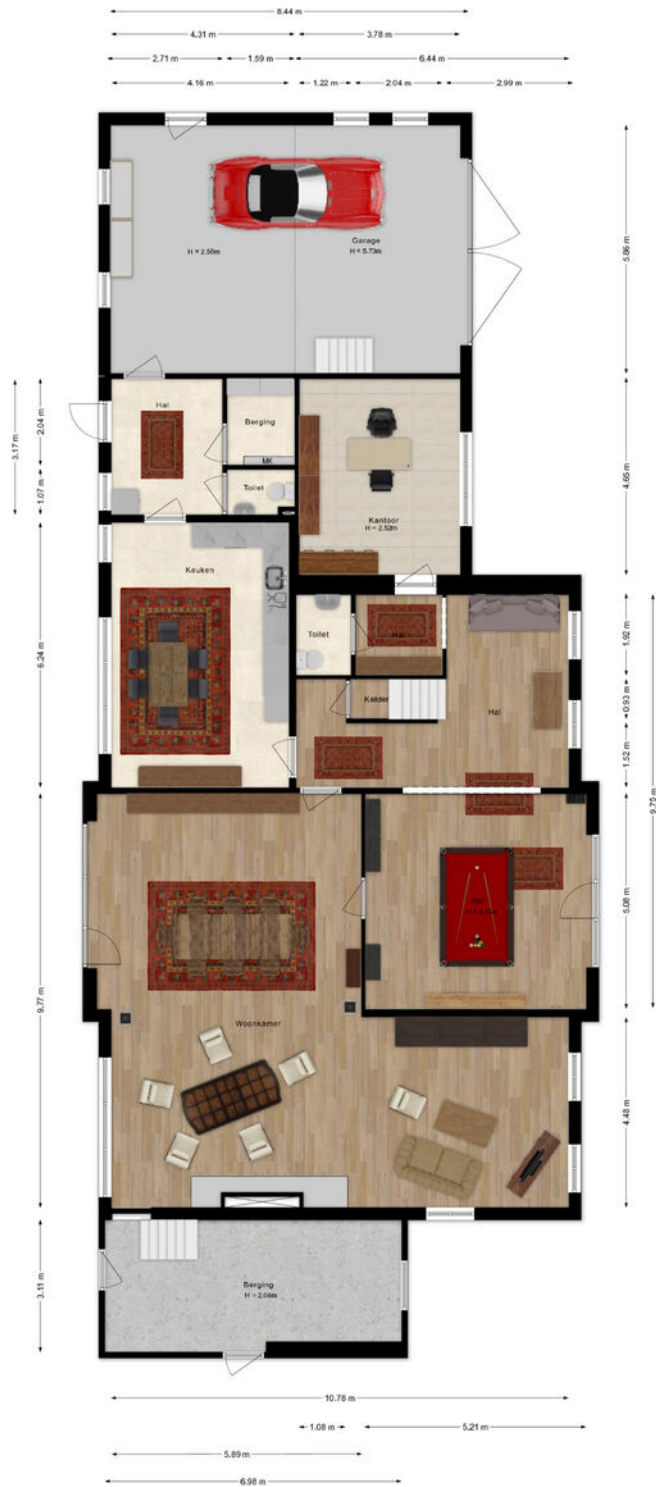 8.44 m
4.31 m
3.78 m
2.71 m
1.59 m
6.44 m
4.16 m
1.22 m
2.04 m
2.99 m
Garage
H = 2.50m
H = 5.73m
5.86 m
Hal
Berging
MK
Toilet
2.04 m
3.17 m
1.07 m
Kantoor
H = 2.52m
4.65 m
Keuken
6.24 m
Toilet
Hal
Kelder
Hal
1.92 m
0.93 m
1.52 m
9.75 m
Hal
5.08 m
9.77 m
Woonkamer
4.48 m
Berging
H = 2.08m
3.11 m
10.78 m
1.08 m
5.21 m
5.89 m
6.98 m